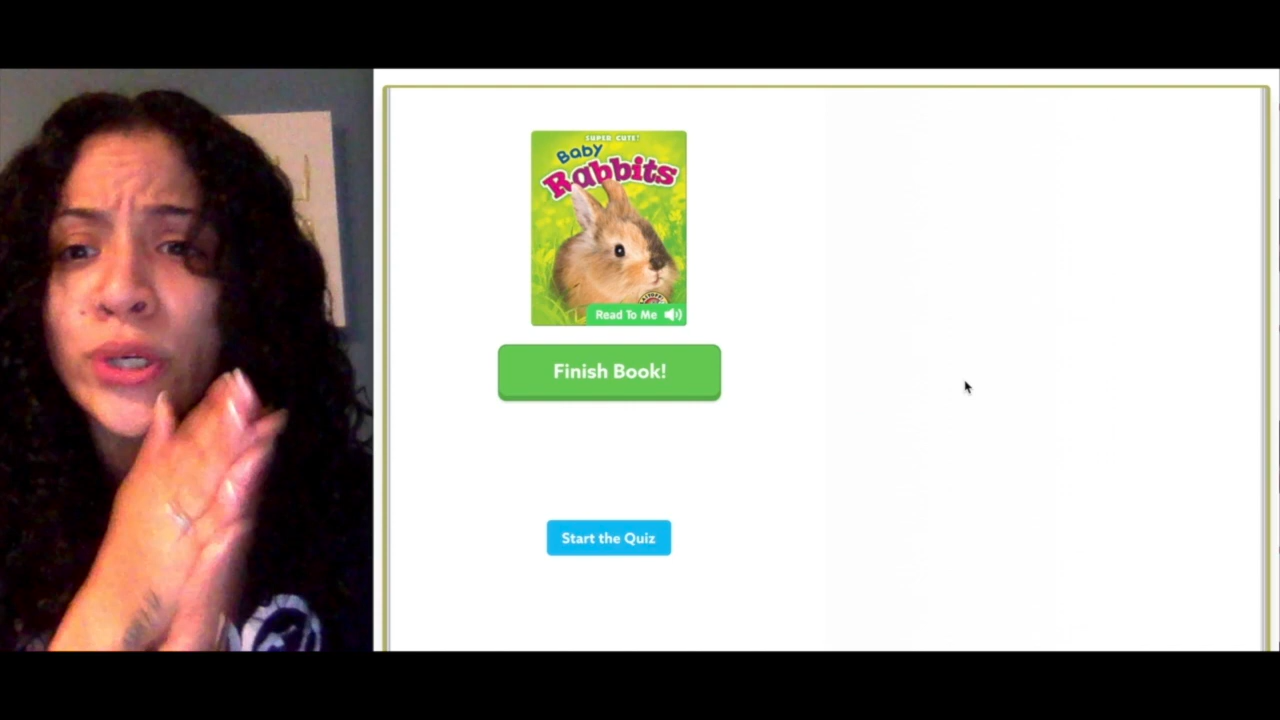 SUPER CUTE!
Baby
Rabbits
Read To Me
Finish Book!
Start the Quiz